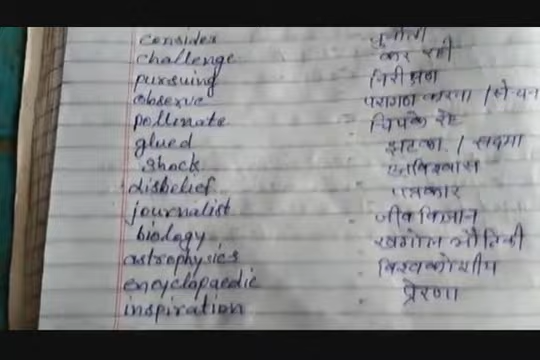 consider चुनौती
challenge कर रही
pursuing निरीक्षण
observe परागण करना / सेचन
pollinate चिपके रहे
glued झटका / सदमा
shock अविश्वास
disbelief पत्रकार
journalist जीव विज्ञान
biology खगोल भौतिकी
astrophysics विश्वकोशीय
encyclopaedic प्रेरणा
inspiration